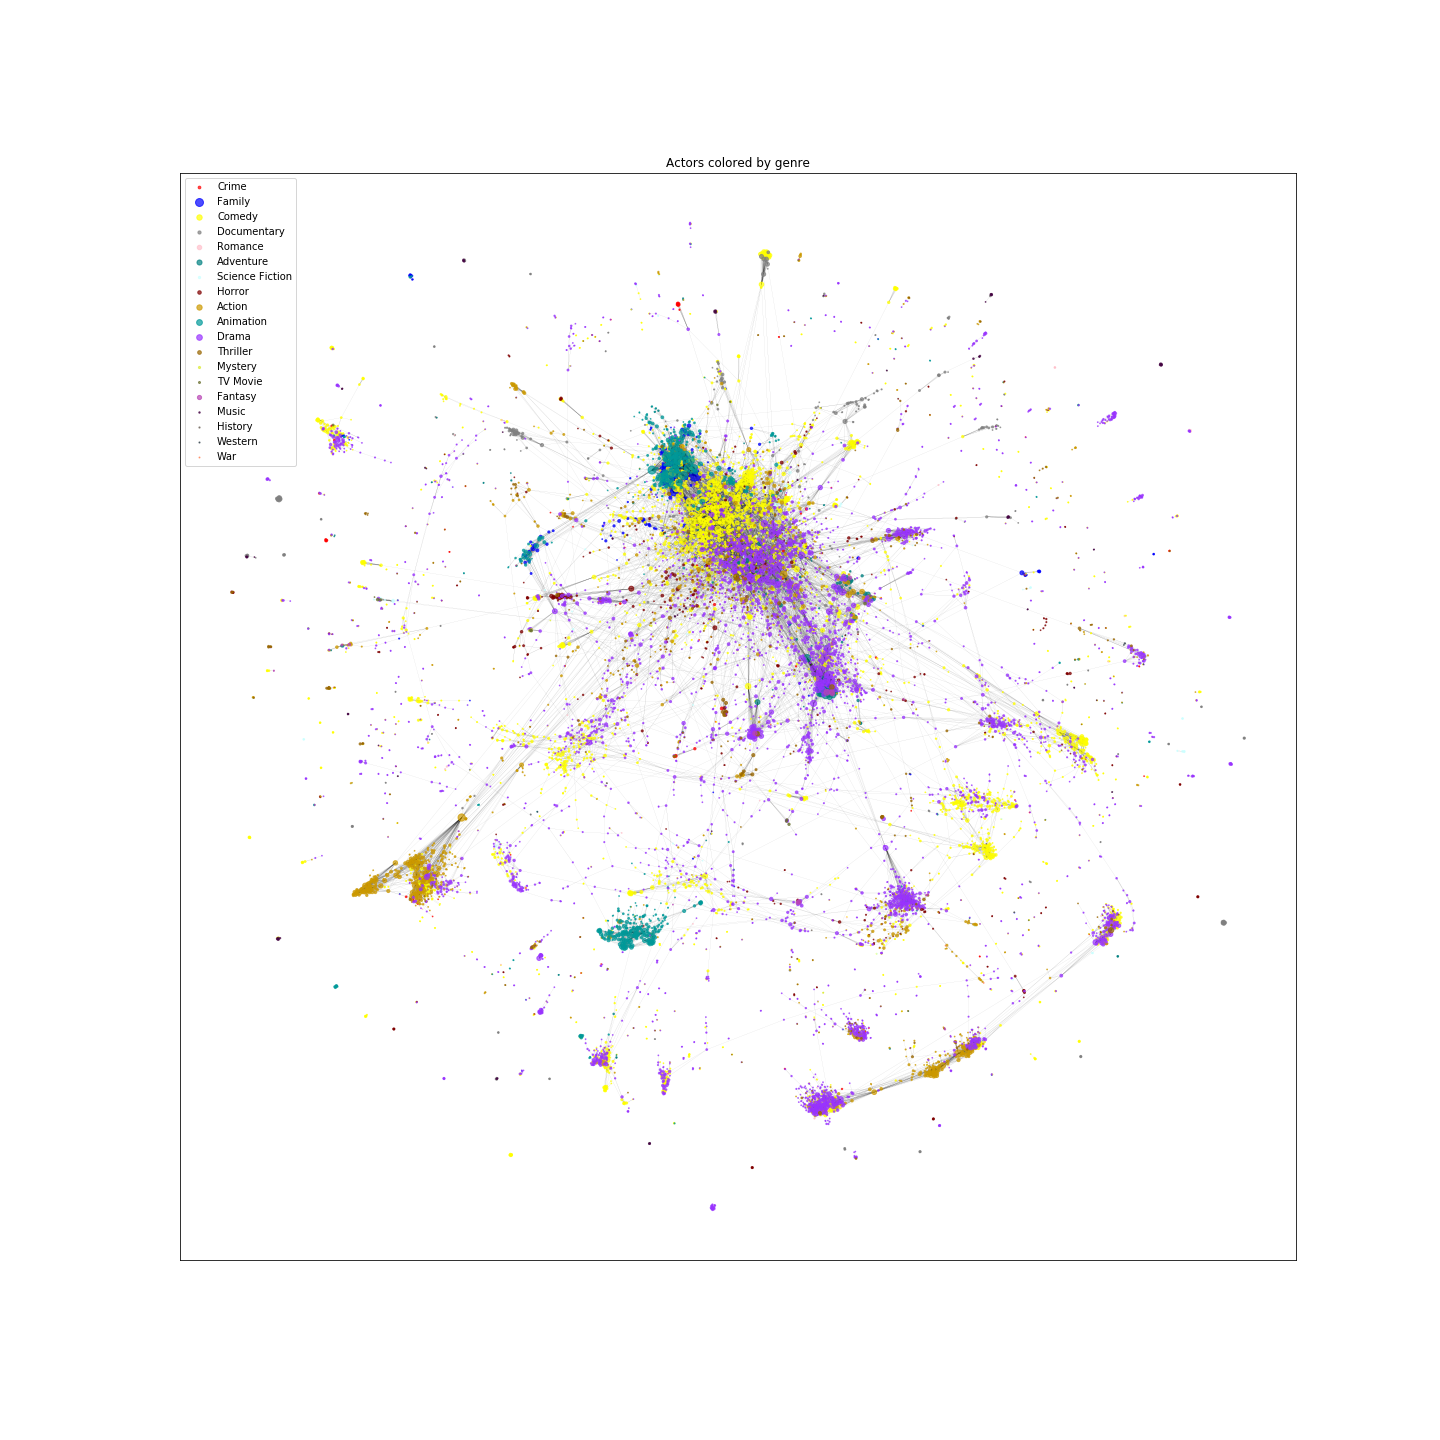 Actors colored by genre
Crime
Family
Comedy
Documentary
Romance
Adventure
Science Fiction
Horror
Action
Animation
Drama
Thriller
Mystery
TV Movie
Fantasy
Music
History
Western
War